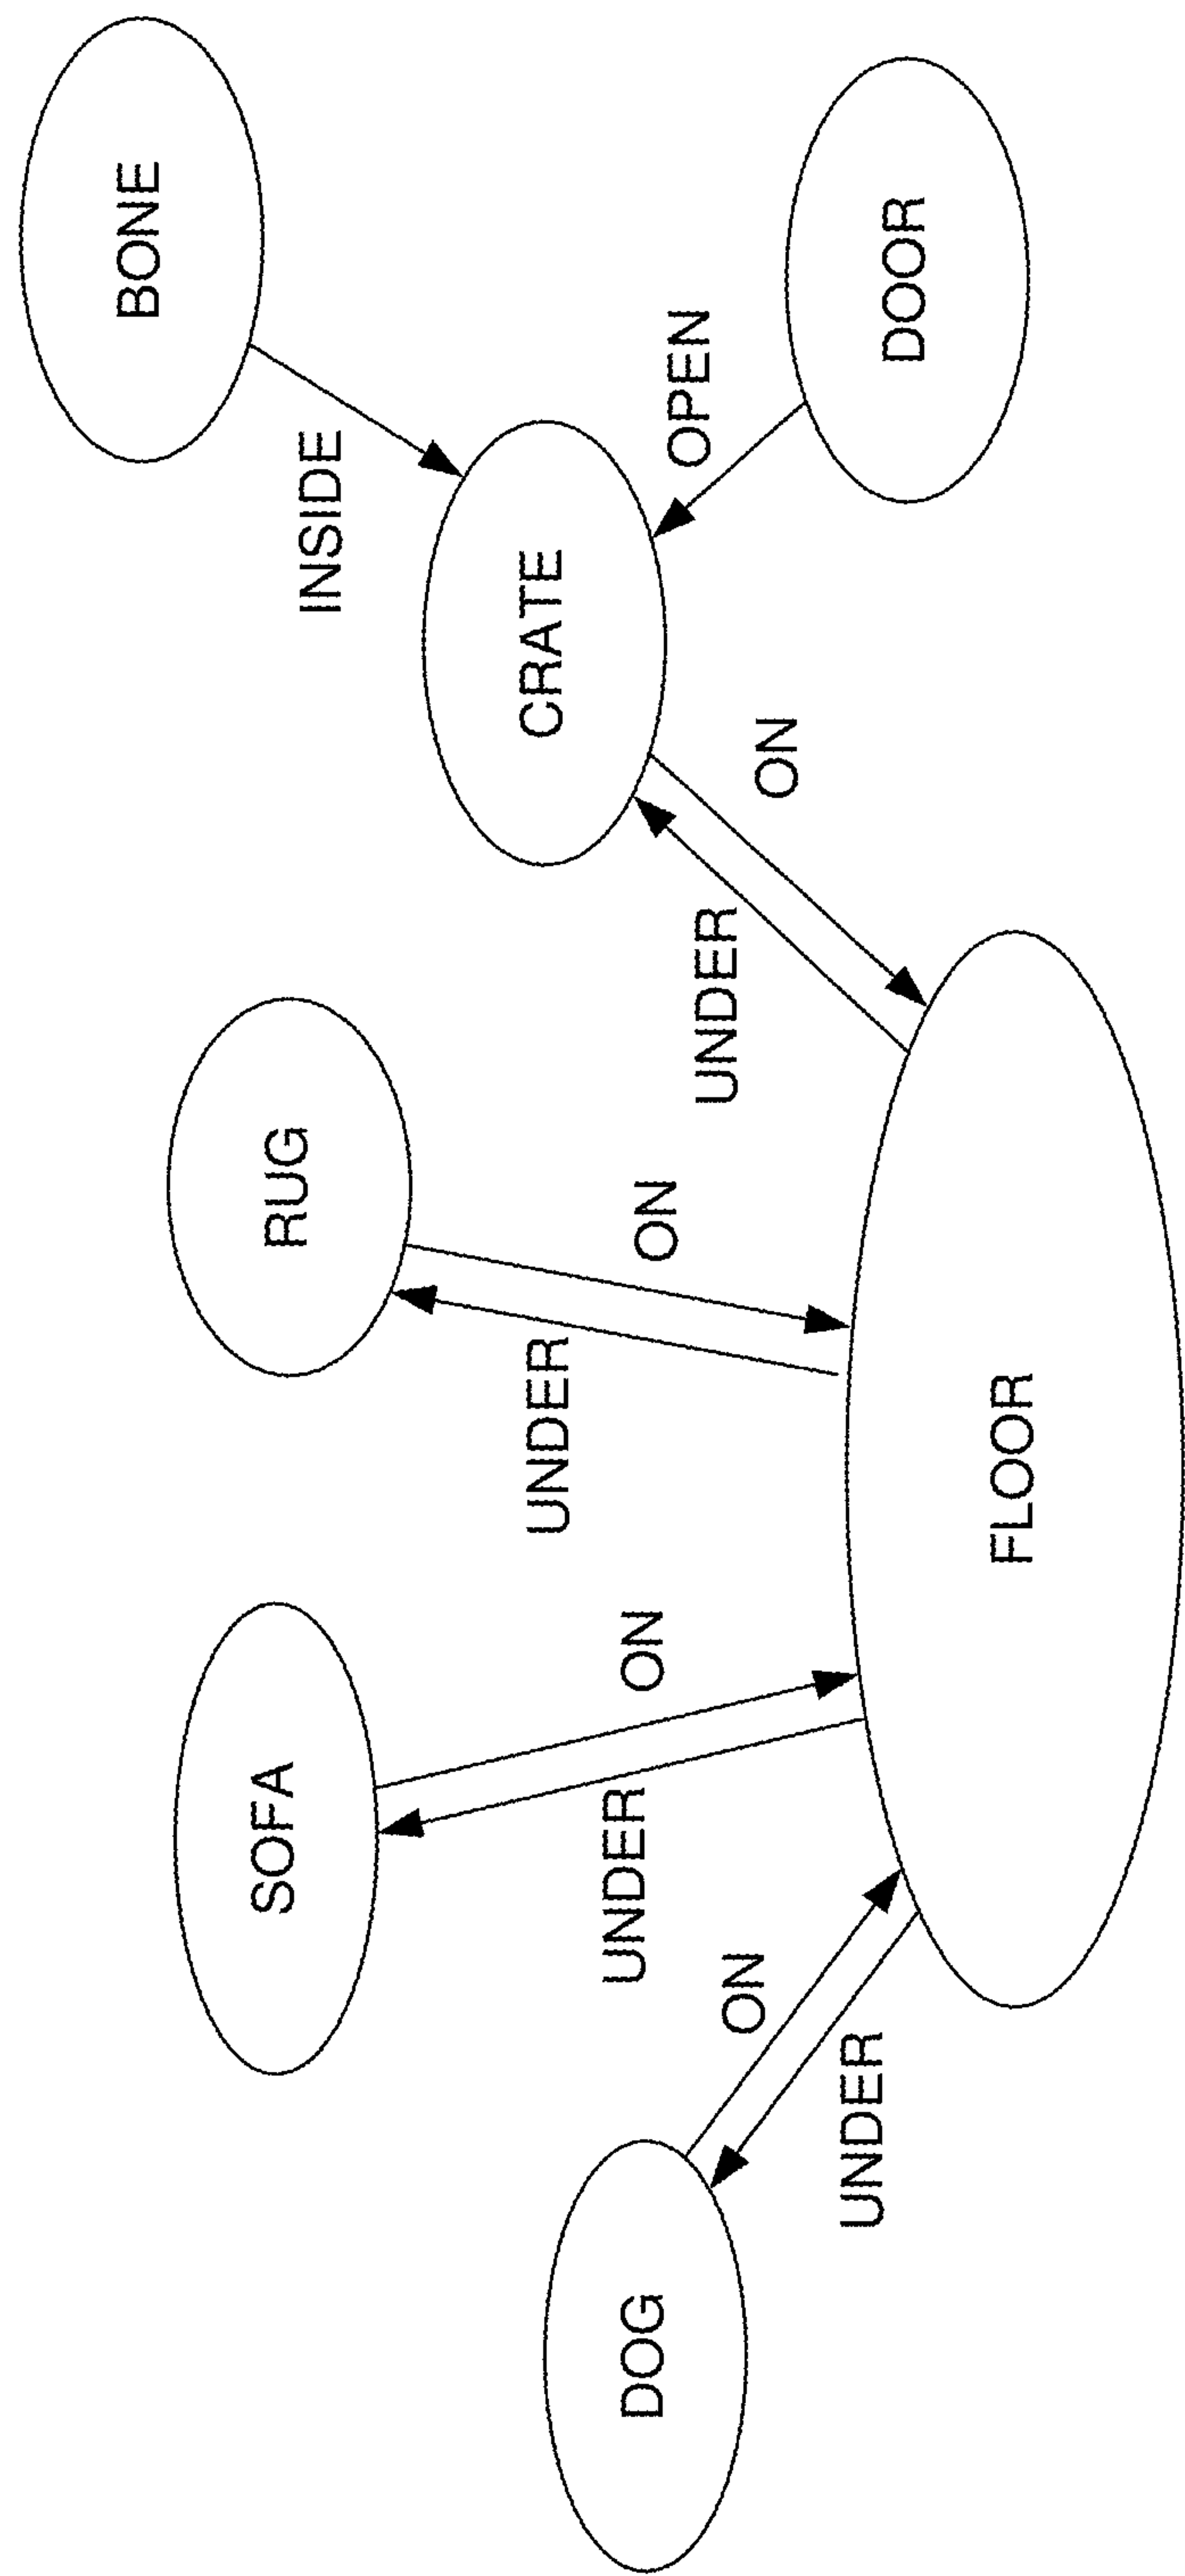 BONE
INSIDE
CRATE
OPEN
DOOR
RUG
SOFA
ON
UNDER
ON
UNDER
ON
UNDER
DOG
ON
UNDER
FLOOR